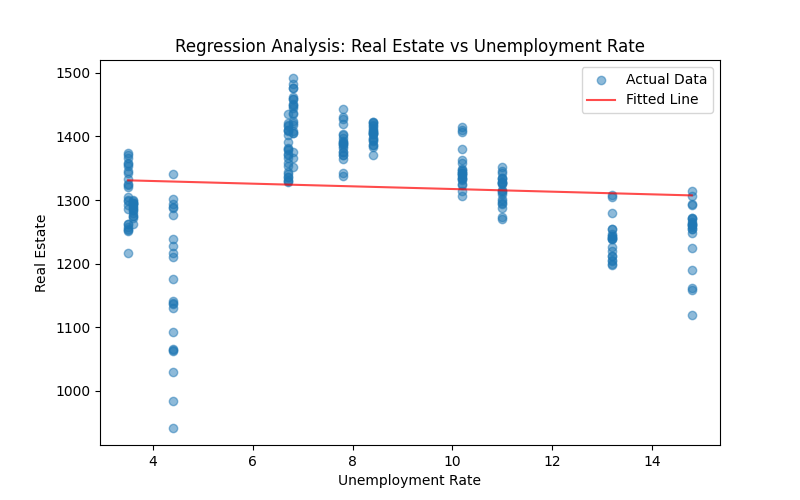 Regression Analysis: Real Estate vs Unemployment Rate
Actual Data
Fitted Line
1500
1400
1300
1200
1100
1000
Real Estate
4 6 8 10 12 14
Unemployment Rate